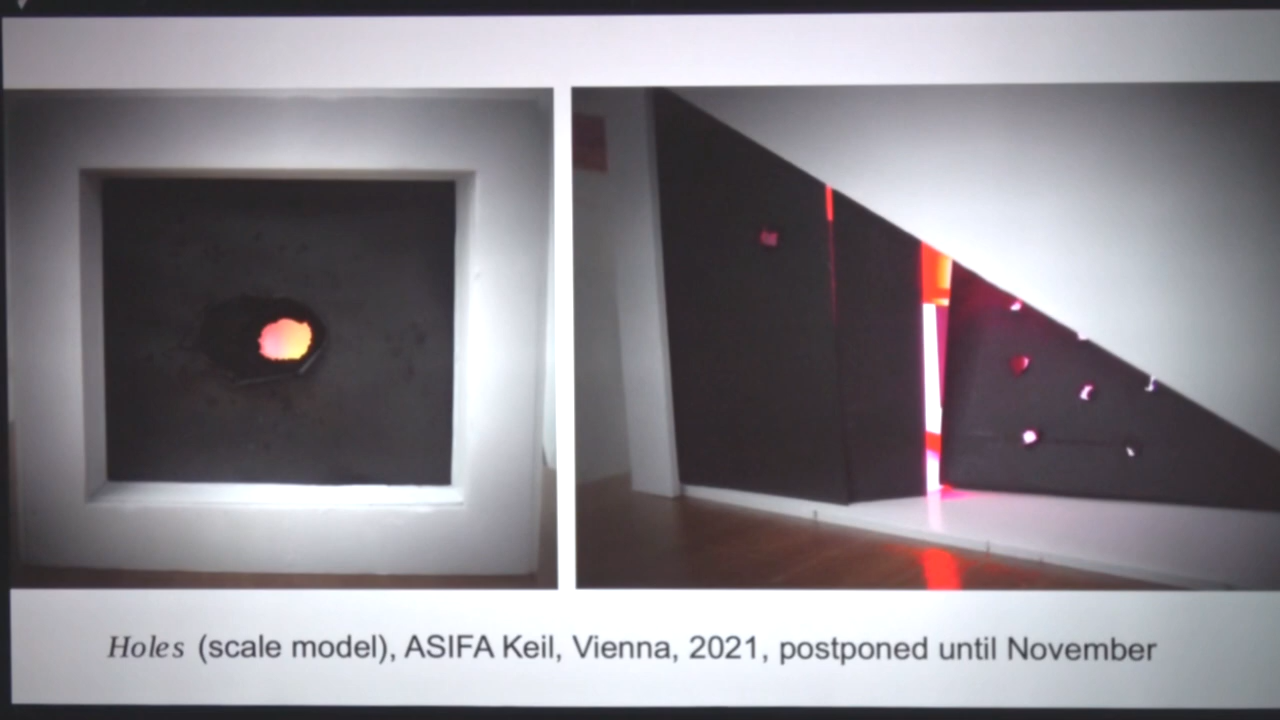 Holes (scale model), ASIFA Keil, Vienna, 2021, postponed until November